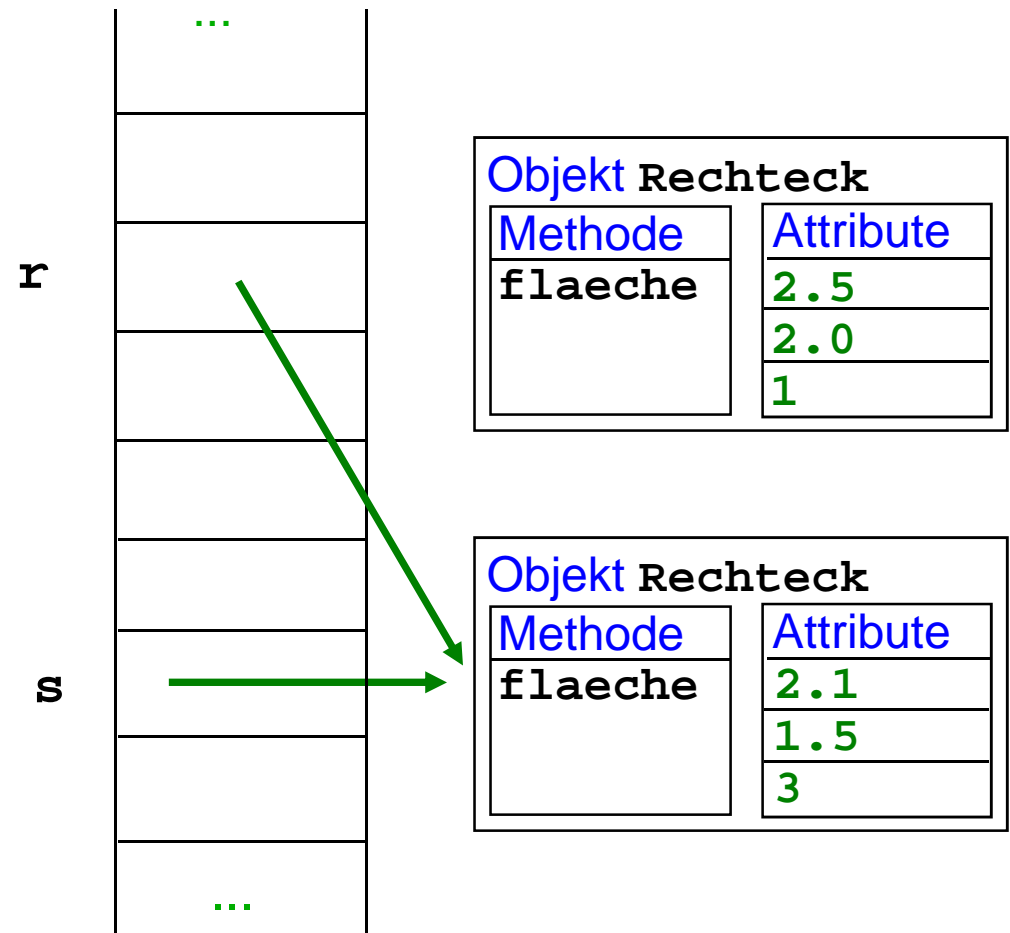 ...
Objekt Rechteck
Methode
Attribute
r
flaeche
2.5
2.0
1
Objekt Rechteck
Methode
Attribute
s
flaeche
2.1
1.5
3
...